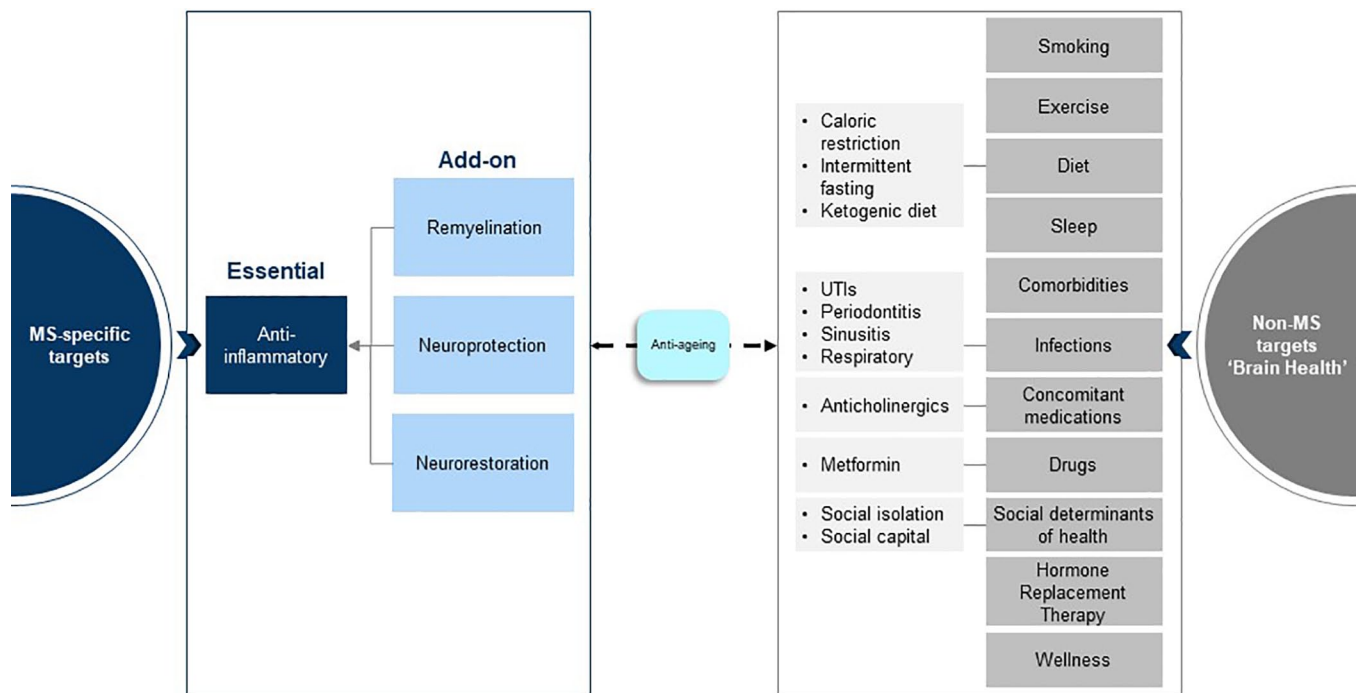 MS-specific
targets
Essential
Anti-
inflammatory
Add-on
Remyelination
Neuroprotection
Neurorestoration
Anti-ageing
• Caloric
restriction
• Intermittent
fasting
• Ketogenic diet
• UTIs
• Periodontitis
• Sinusitis
• Respiratory
• Anticholinergics
• Metformin
• Social isolation
• Social capital
Smoking
Exercise
Diet
Sleep
Comorbidities
Infections
Concomitant
medications
Drugs
Social determinants
of health
Hormone
Replacement
Therapy
Wellness
Non-MS
targets
‘Brain Health’